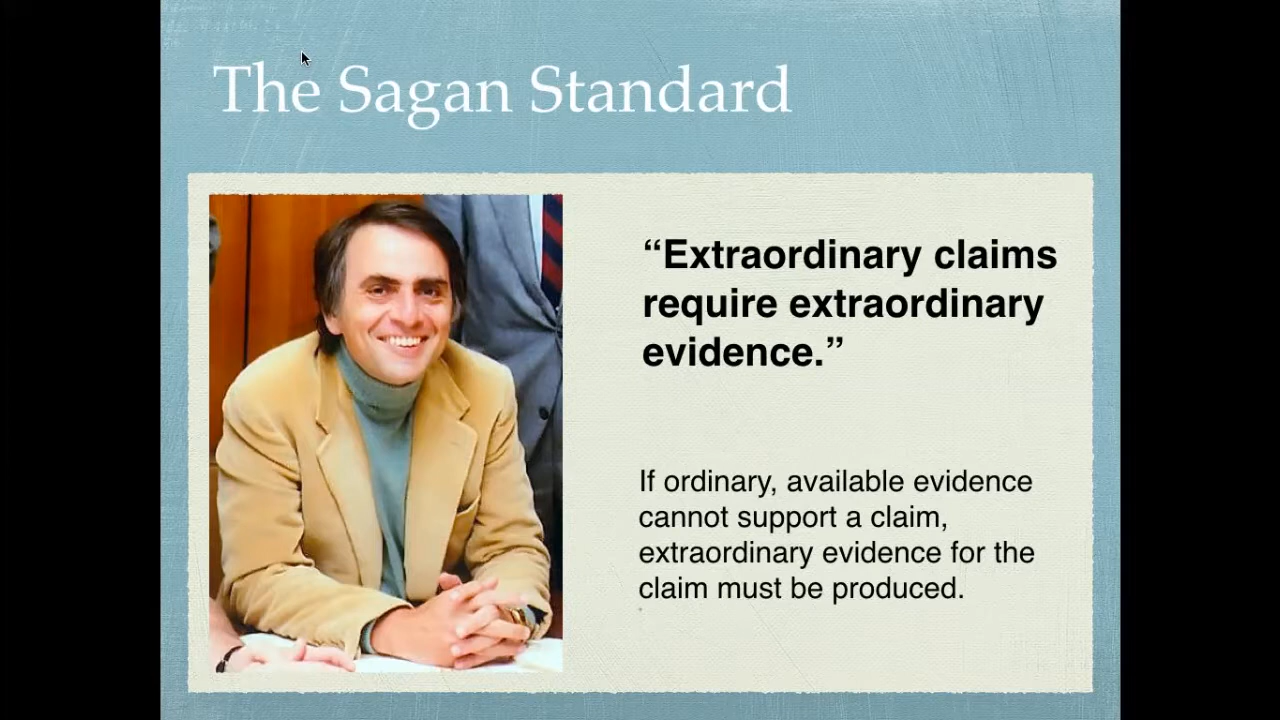 The Sagan Standard
“Extraordinary claims
require extraordinary
evidence.”
If ordinary, available evidence
cannot support a claim,
extraordinary evidence for the
claim must be produced.